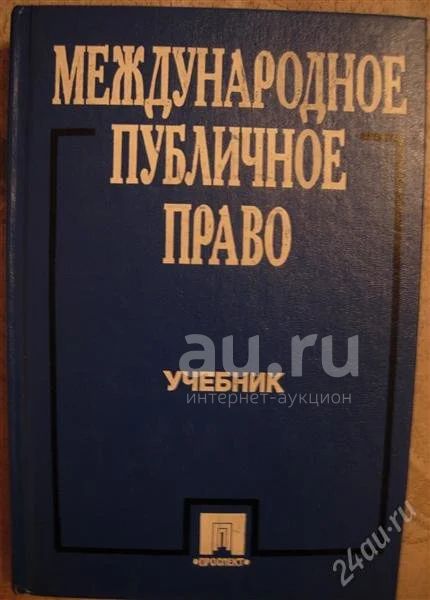 МЕЖДУНАРОДНОЕ
ПУБЛИЧНОЕ
ПРАВО
au.ru
УЧЕБНИК
интернет-аукцион
•ПРОСПЕКТ•
24au.ru